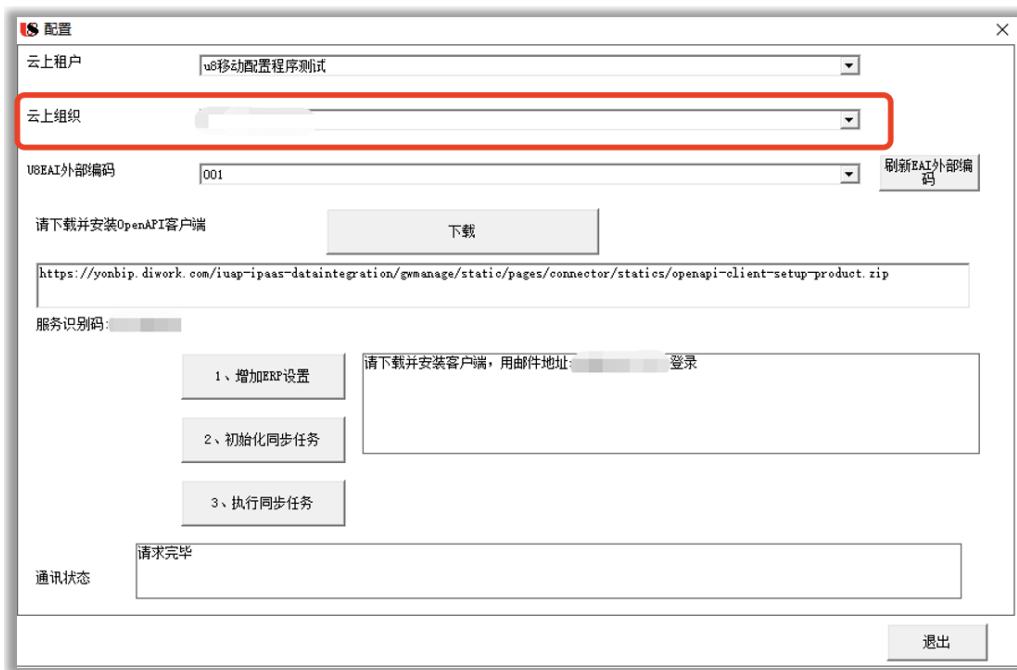 U8 配置
云上租户
u8移动配置程序测试
云上组织
U8EAI外部编码
001
刷新EAI外部编
码
请下载并安装OpenAPI客户端
下载
https://yonbip.diwork.com/iuap-ipaas-dataintegration/gwmanage/static/pages/connector/statics/openapi-client-setup-product.zip
服务识别码:
1、增加ERP设置
请下载并安装客户端，用邮件地址: 登录
2、初始化同步任务
3、执行同步任务
请求完毕
通讯状态
退出